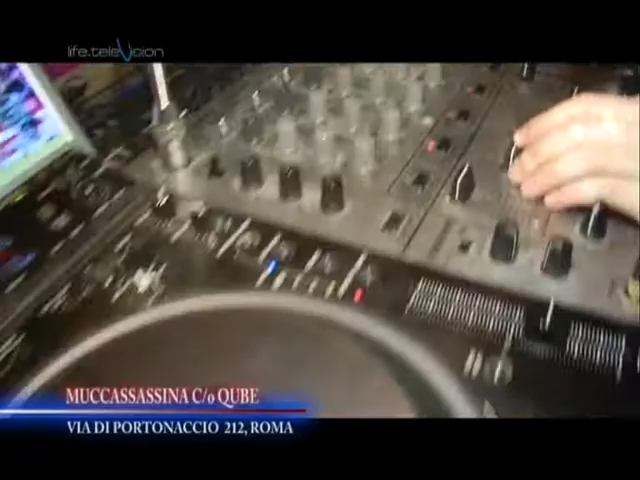 life.television
MUCCASSASSINA C/o QUBE
VIA DI PORTONACCIO 212, ROMA